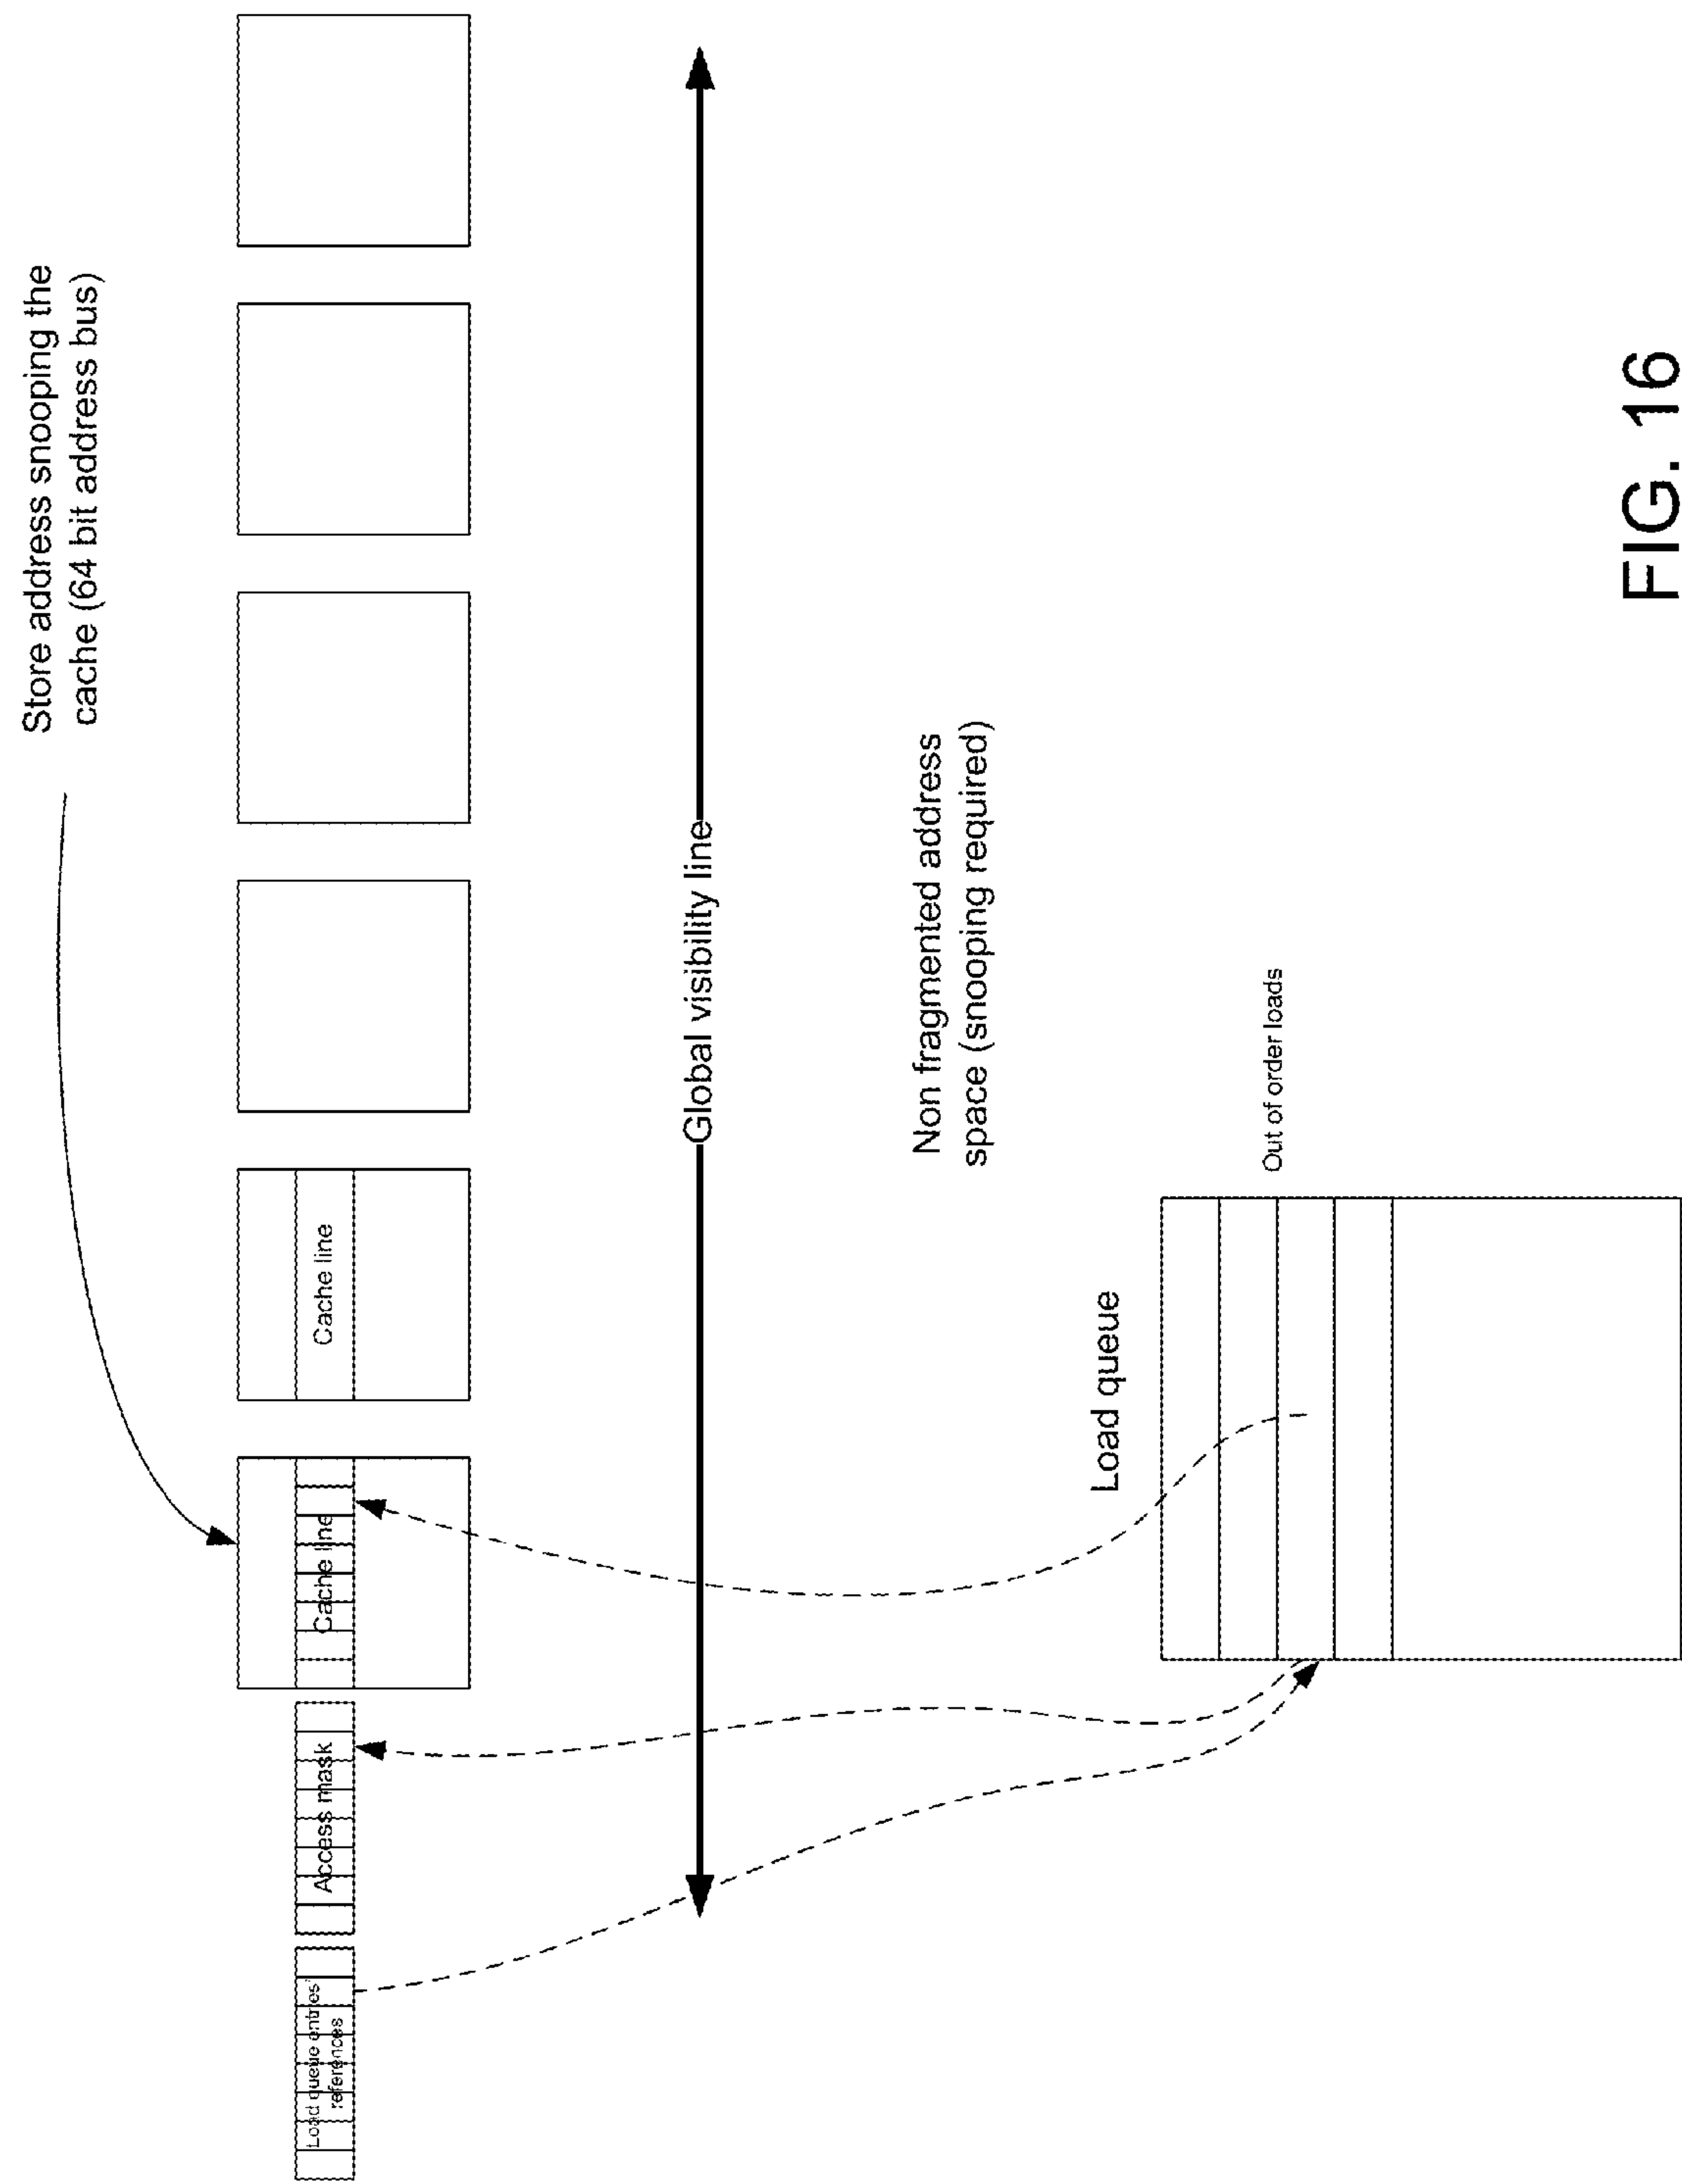 Store address snooping the
cache (64 bit address bus)
Load queue entries'
references
Access mask
Cache line
Cache line
Global visibility line
Non fragmented address
space (snooping required)
Load queue
Out of order loads
FIG. 16